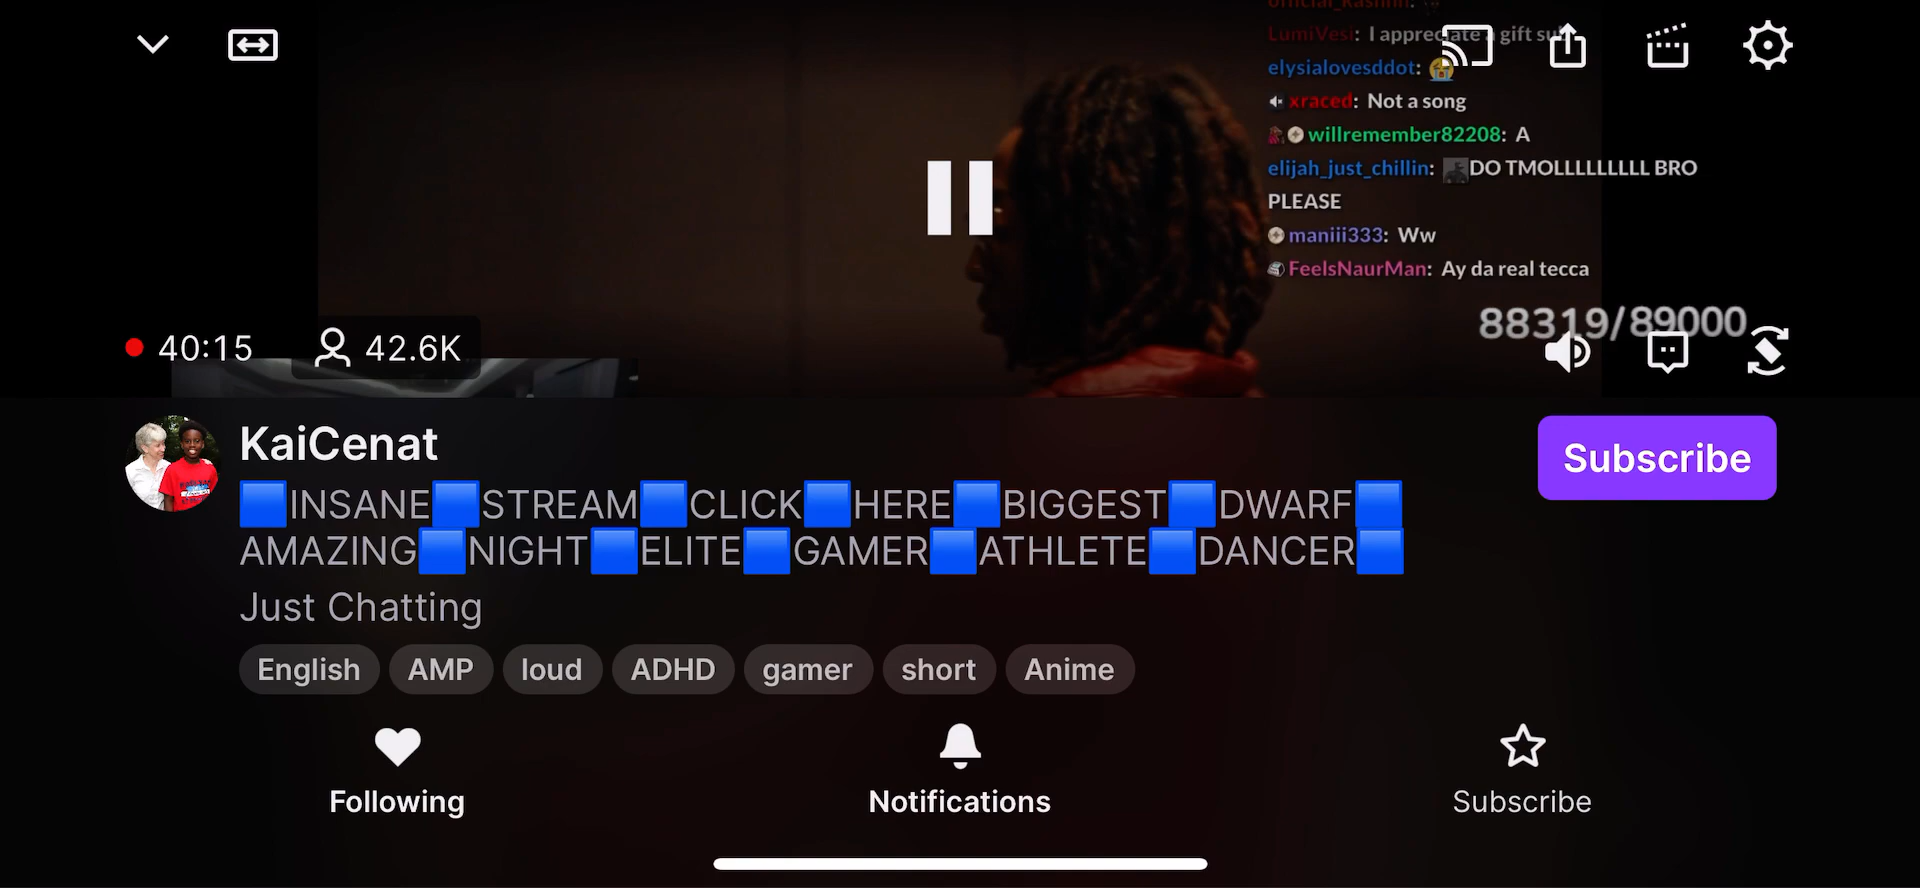 LumiVesi: I appreciate a gift sub
elysialovesddot:
xraced: Not a song
willremember82208: A
elijah_just_chillin: DO TMOLLLLLLLLL BRO
PLEASE
maniii333: Ww
FeelsNaurMan: Ay da real tecca
88319/89000
40:15 42.6K
KaiCenat
Subscribe
🟦INSANE🟦STREAM🟦CLICK🟦HERE🟦BIGGEST🟦DWARF🟦
AMAZING🟦NIGHT🟦ELITE🟦GAMER🟦ATHLETE🟦DANCER🟦
Just Chatting
English AMP loud ADHD gamer short Anime
Following Notifications Subscribe